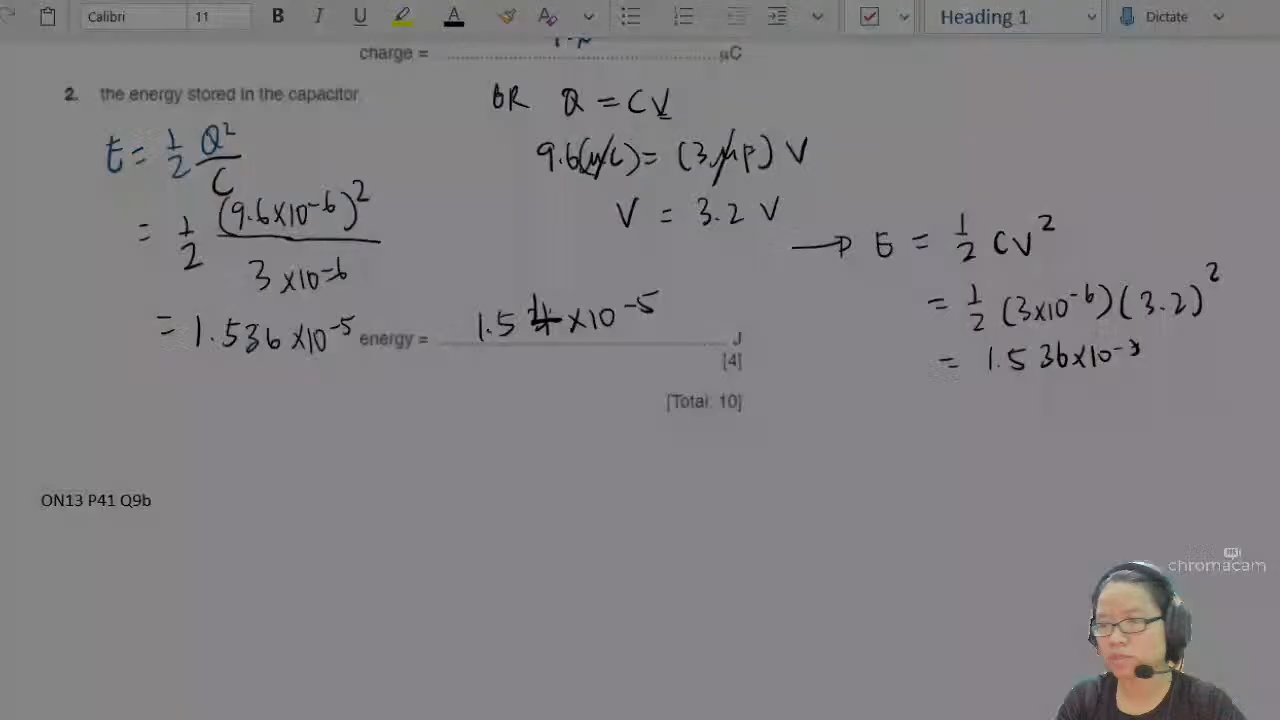 Calibri 11 B I U A A Heading 1 Dictate
charge = μC
2. the energy stored in the capacitor
OR Q = CV
E = 1/2 Q²/C
9.6(μC) = (3 μF) V
= 1/2 (9.6×10-6)²/3×10-6
V = 3.2 V
→ E = 1/2 CV²
= 1/2 (3×10-6)(3.2)²
= 1.536×10-5 energy = 1.54×10-5 J
= 1.536×10-
[4]
[Total: 10]
ON13 P41 Q9b
chromacam